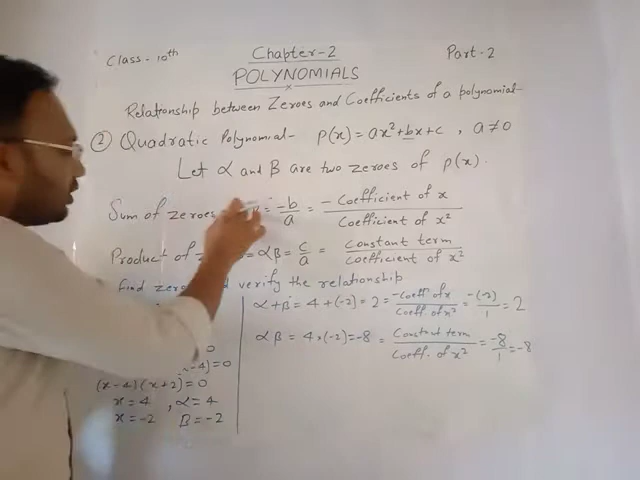 Class-10th
Chapter-2
Part-2
POLYNOMIALS
Relationship between Zeroes and Coefficients of a polynomial-
② Quadratic Polynomial- p(x) = ax²+bx+c , a≠0
Let α and β are two zeroes of p(x).
Sum of zeroes = -b/a = - Coefficient of x / Coefficient of x²
Product of = αβ = c/a = Constant term / Coefficient of x²
find verify the relationship
α+β = 4+(-2) = 2 = -Coeff of x / Coeff. of x² = -(-2)/1 = 2
αβ = 4×(-2) = -8 = Constant term / Coeff. of x² = -8/1 = -8
0
x-4)=0
(x-4)(x+2)=0
x=4 , α=4
x=-2 β=-2